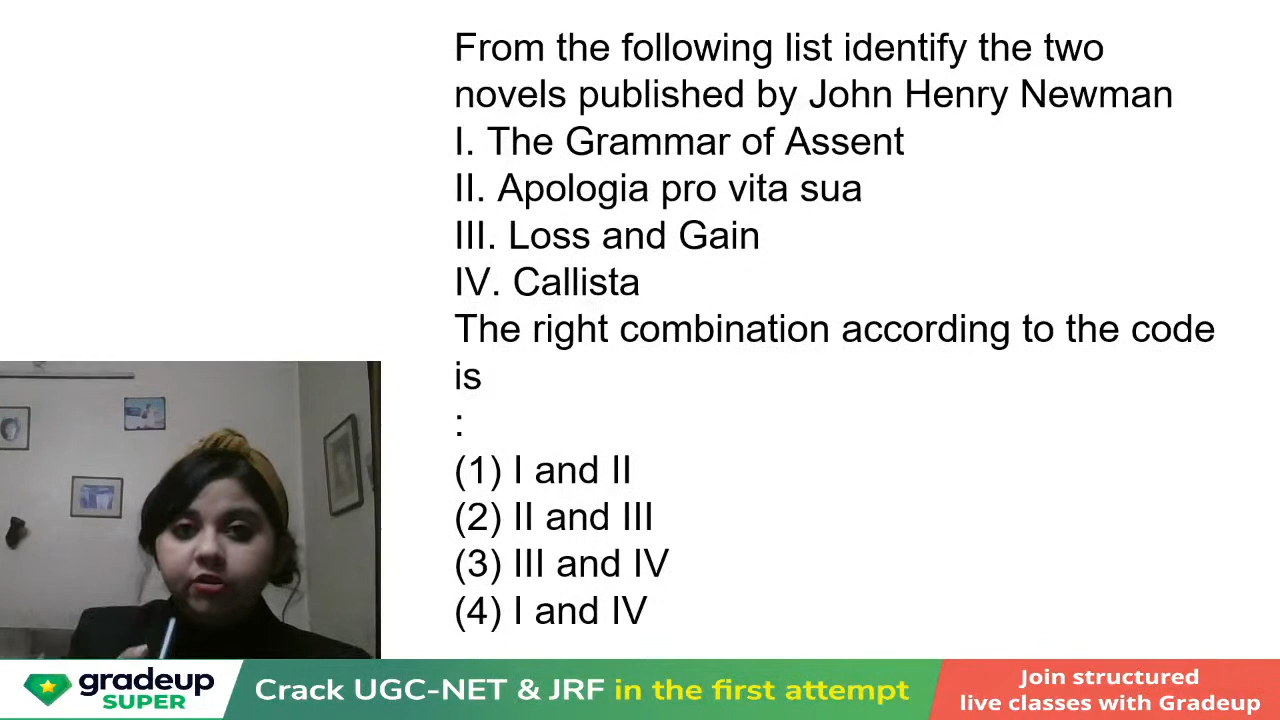 From the following list identify the two
novels published by John Henry Newman
I. The Grammar of Assent
II. Apologia pro vita sua
III. Loss and Gain
IV. Callista
The right combination according to the code
is
:
(1) I and II
(2) II and III
(3) III and IV
(4) I and IV
gradeup
SUPER
Crack UGC-NET & JRF in the first attempt
Join structured
live classes with Gradeup